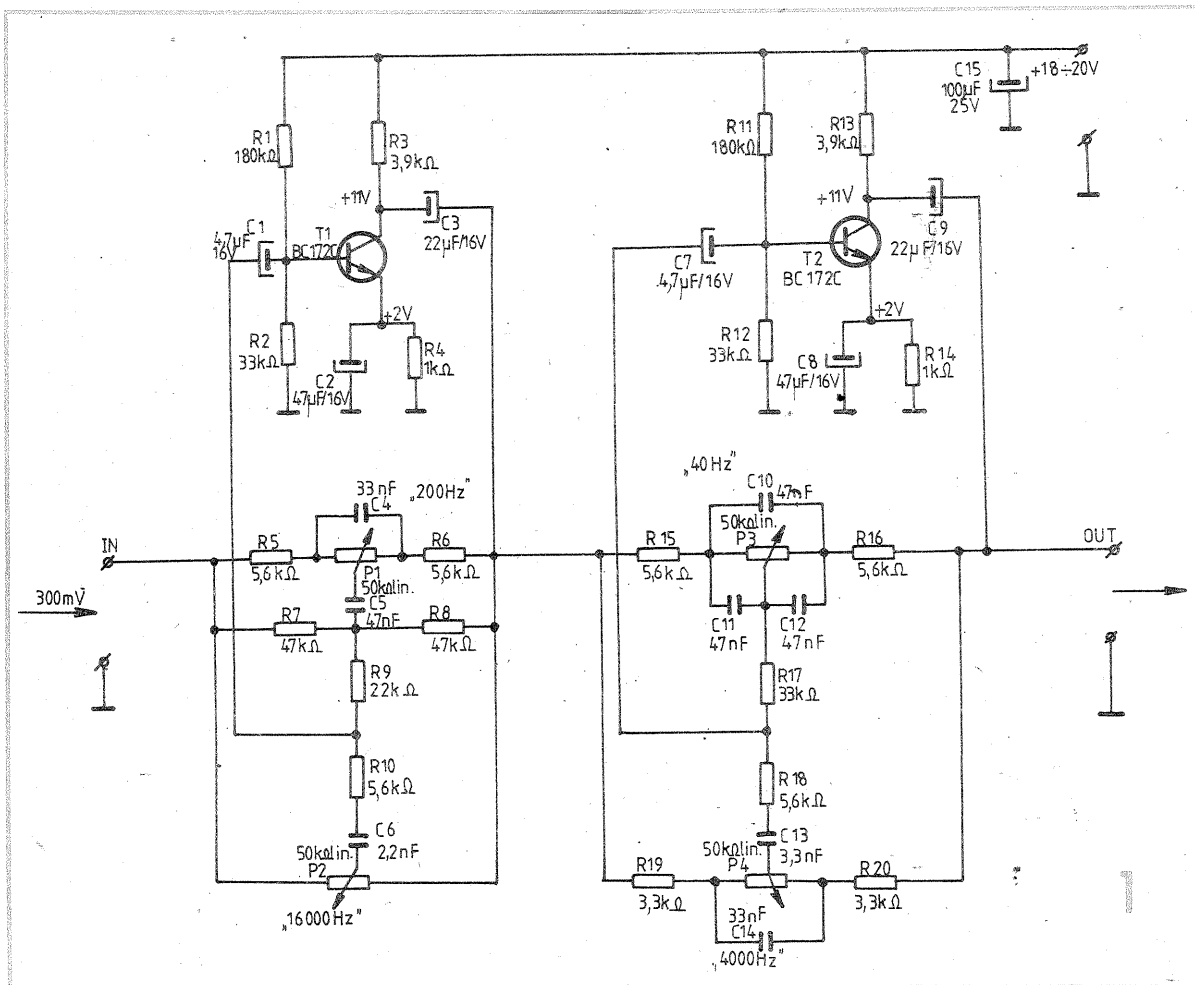 C15
100µF
25V
+18÷20V
R1
180kΩ
R3
3,9kΩ
R11
180kΩ
R13
3,9kΩ
+11V
C1
4,7µF
16V
T1
BC172C
C3
22µF/16V
+11V
C9
22µF/16V
C7
4,7µF/16V
T2
BC172C
+2V
R2
33kΩ
C2
47µF/16V
R4
1kΩ
+2V
R12
33kΩ
C8
47µF/16V
R14
1kΩ
33nF
C4
„200Hz"
„40Hz"
C10
47nF
50kΩlin.
P3
IN
R5
5,6kΩ
R6
5,6kΩ
P1
50kΩlin.
C5
47nF
R15
5,6kΩ
R16
5,6kΩ
OUT
300mV
R7
47kΩ
R8
47kΩ
C11
47nF
C12
47nF
R9
22kΩ
R17
33kΩ
R10
5,6kΩ
R18
5,6kΩ
C6
2,2nF
50kΩlin.
P2
„16000Hz"
C13
3,3nF
50kΩlin.
P4
R19
3,3kΩ
R20
3,3kΩ
33nF
C14
„4000Hz"
1